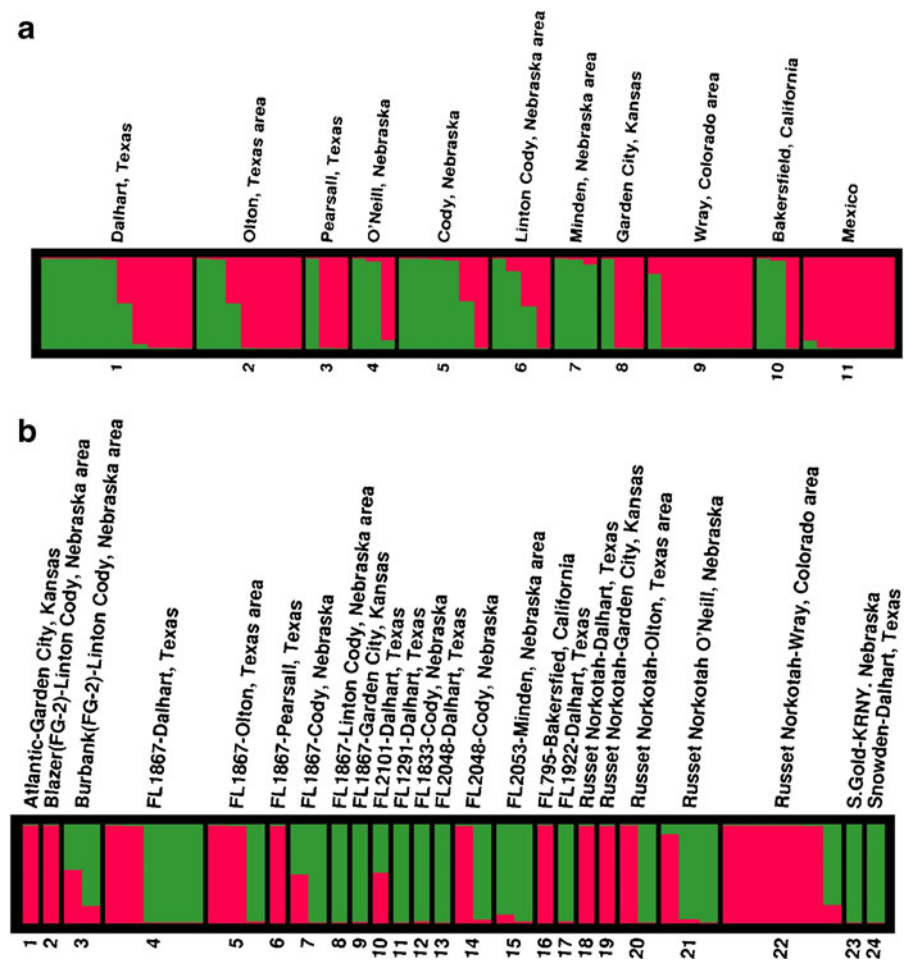 a
Dalhart, Texas
Olton, Texas area
Pearsall, Texas
O'Neill, Nebraska
Cody, Nebraska
Linton Cody, Nebraska area
Minden, Nebraska area
Garden City, Kansas
Wray, Colorado area
Bakersfield, California
Mexico
1
2
3
4
5
6
7
8
9
10
11
b
Atlantic-Garden City, Kansas
Blazer(FG-2)-Linton Cody, Nebraska area
Burbank(FG-2)-Linton Cody, Nebraska area
FL1867-Dalhart, Texas
FL1867-Olton, Texas area
FL1867-Pearsall, Texas
FL1867-Cody, Nebraska
FL1867-Linton Cody, Nebraska area
FL1867-Garden City, Kansas
FL2101-Dalhart, Texas
FL1291-Dalhart, Texas
FL1833-Cody, Nebraska
FL2048-Dalhart, Texas
FL2048-Cody, Nebraska
FL2053-Minden, Nebraska area
FL795-Bakersfied, California
FL1922-Dalhart, Texas
Russet Norkotah-Dalhart, Texas
Russet Norkotah-Garden City, Kansas
Russet Norkotah-Olton, Texas area
Russet Norkotah O'Neill, Nebraska
Russet Norkotah-Wray, Colorado area
S.Gold-KRNY. Nebraska
Snowden-Dalhart, Texas
1
2
3
4
5
6
7
8
9
10
11
12
13
14
15
16
17
18
19
20
21
22
23
24